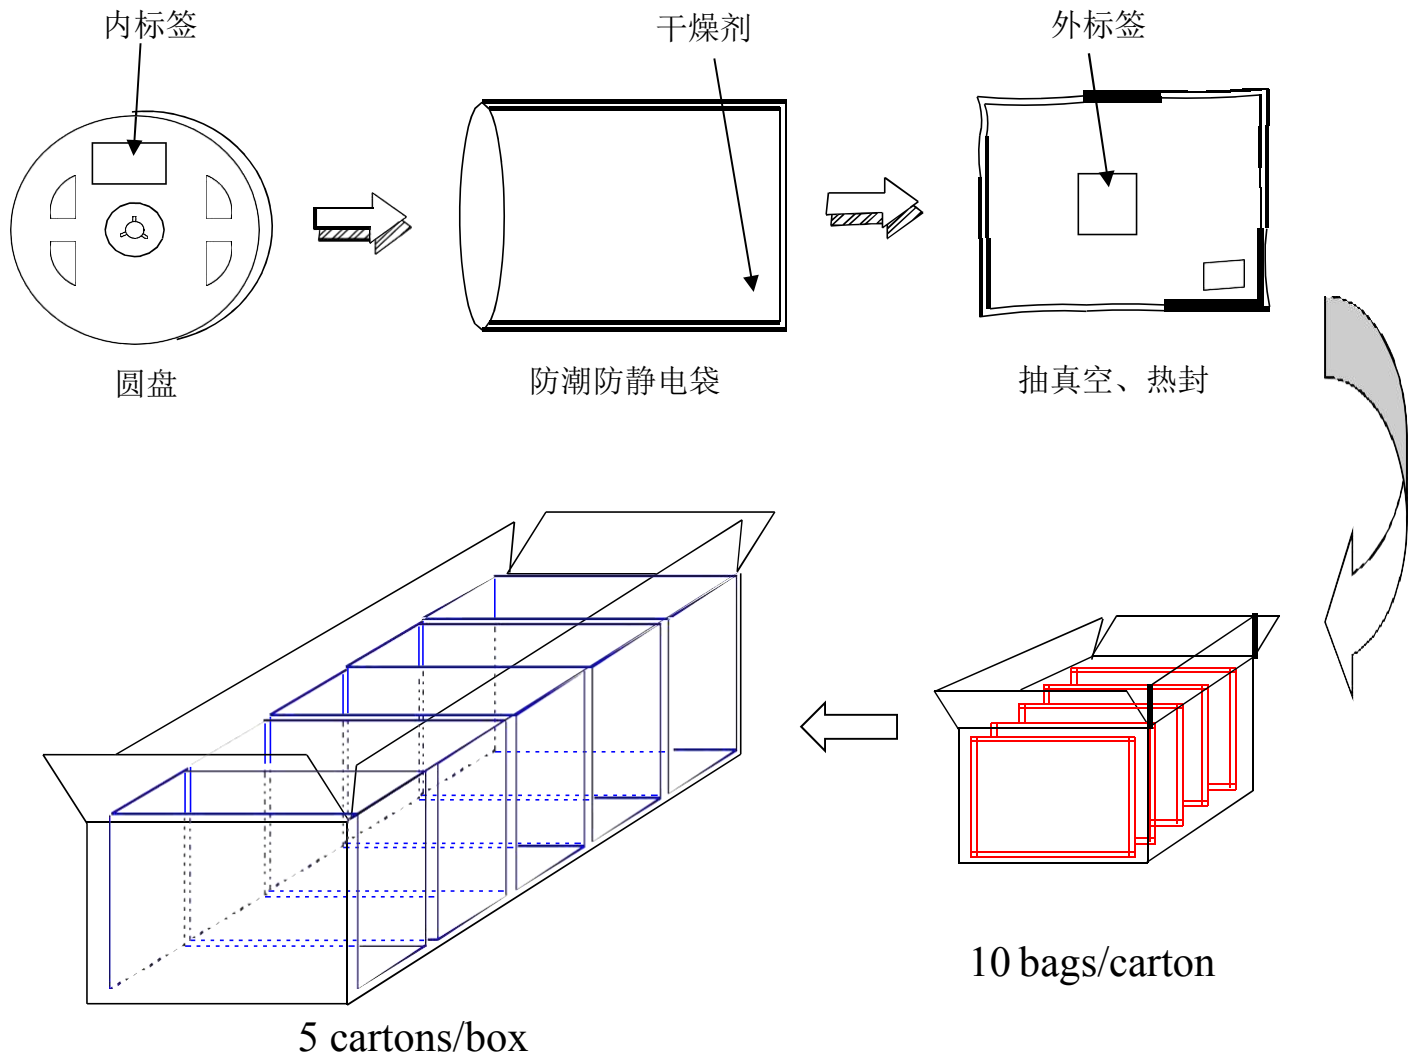 内标签
干燥剂
外标签
圆盘
防潮防静电袋
抽真空、热封
10 bags/carton
5 cartons/box